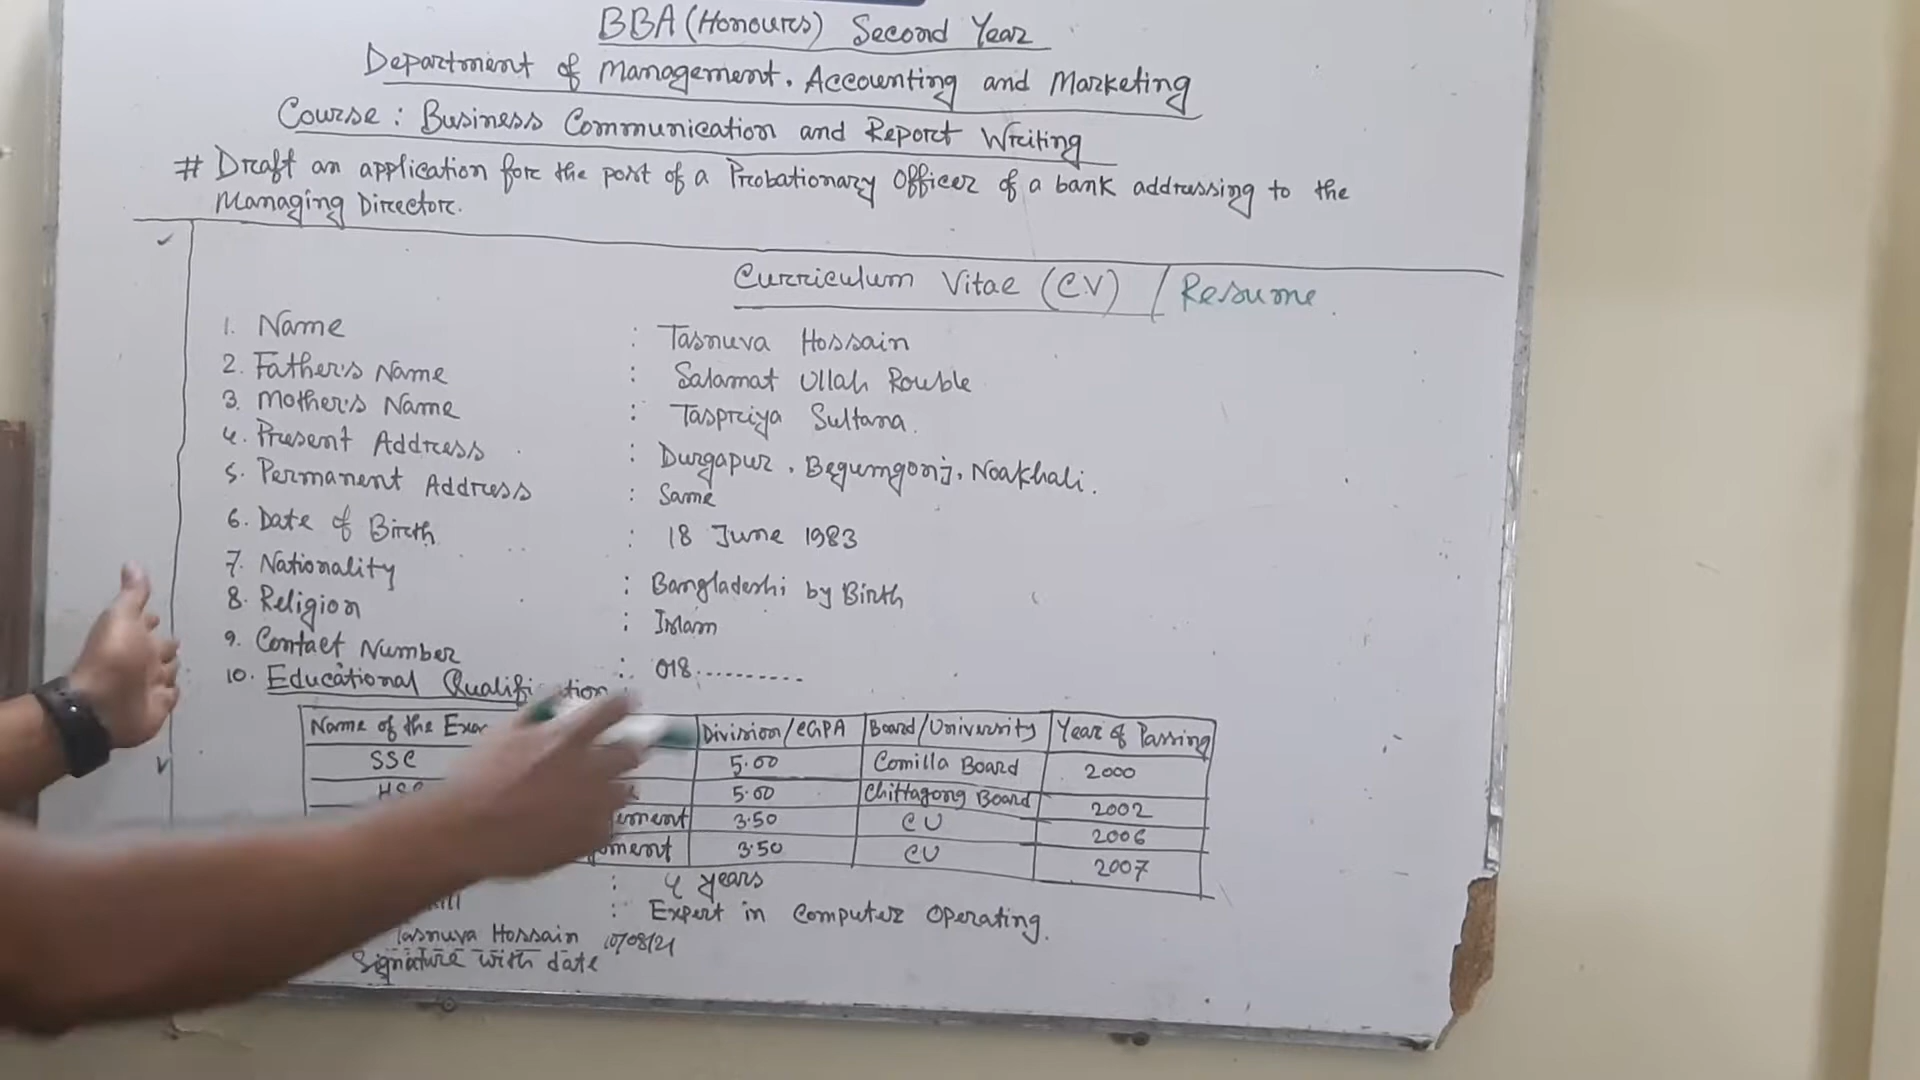 BBA (Honours) Second Year
Department of Management, Accounting and Marketing
Course: Business Communication and Report Writing
# Draft an application for the post of a Probationary Officer of a bank addressing to the
Managing Director.
Curriculum Vitae (CV) / Resume
1. Name : Tasnuva Hossain
2. Father's Name : Salamat Ullah Rouble
3. Mother's Name : Taspriya Sultana.
4. Present Address : Durgapur, Begumgonj, Noakhali.
5. Permanent Address : Same
6. Date of Birth : 18 June 1983
7. Nationality : Bangladeshi by Birth
8. Religion : Islam
9. Contact Number : 018..........
10. Educational Qualification :
Name of the Division/CGPA Board/University Year of Passing
SSC 5.00 Comilla Board 2000
HSC 5.00 Chittagong Board 2002
3.50 CU 2006
3.50 CU 2007
: 4 years
: Expert in Computer Operating.
Tasnuva Hossain 10/08/21
Signature with date